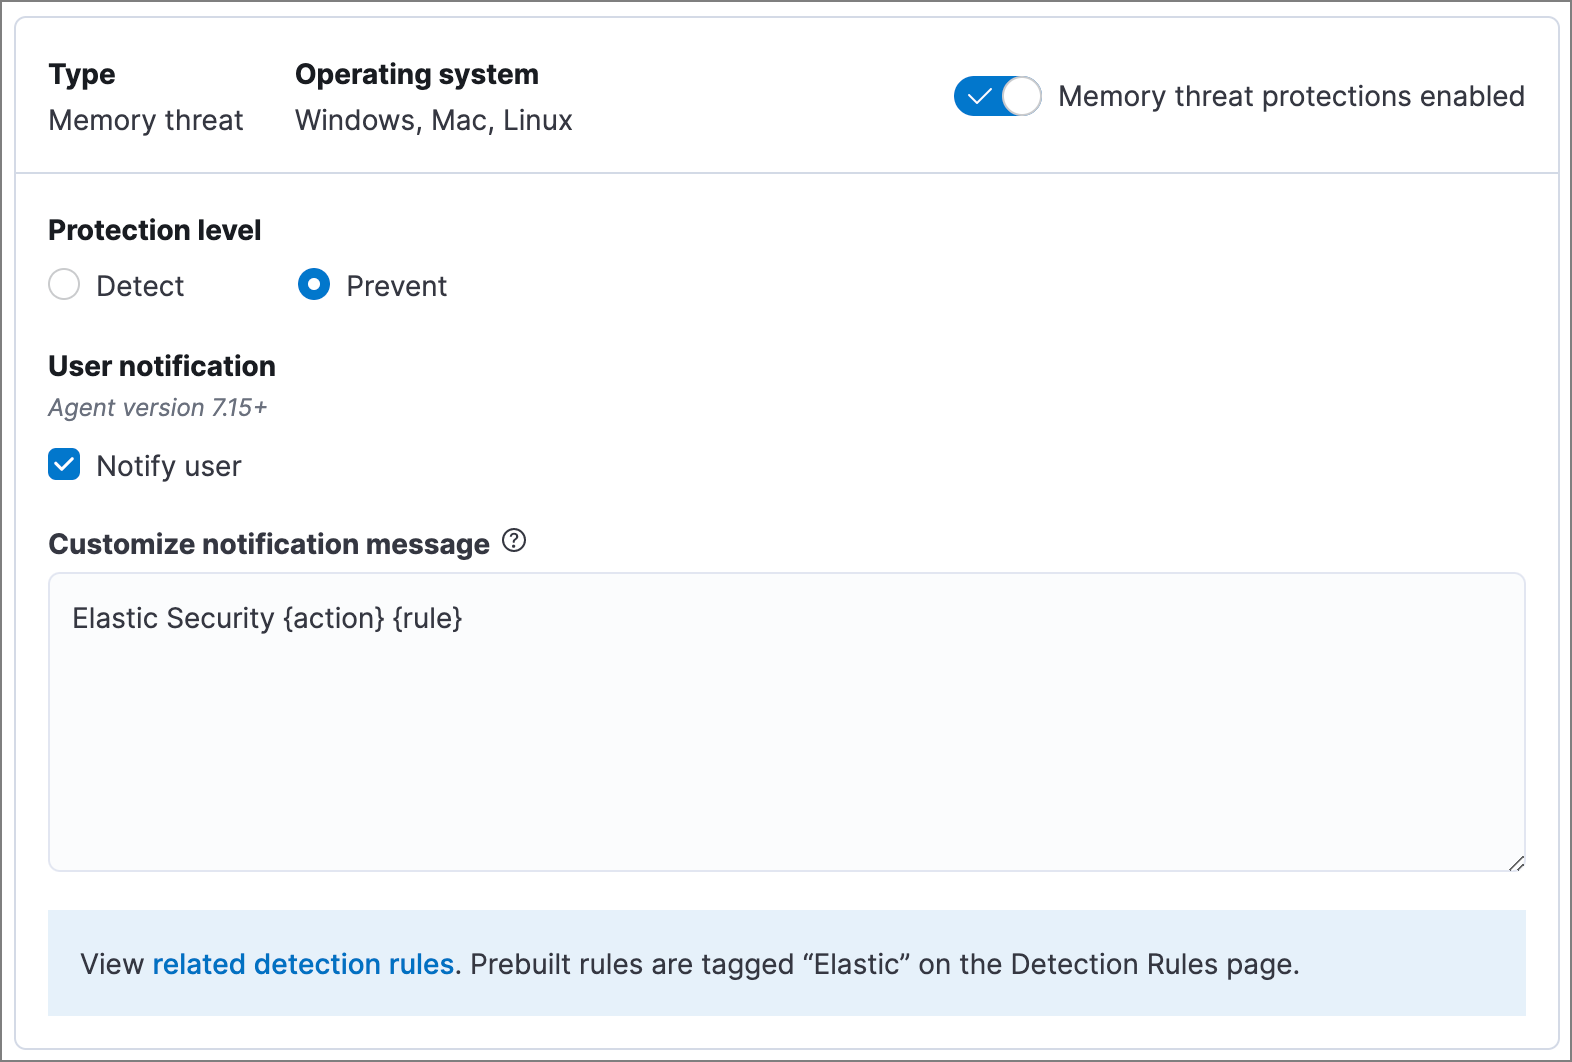 Type
Memory threat
Operating system
Windows, Mac, Linux
Memory threat protections enabled
Protection level
Detect
Prevent
User notification
Agent version 7.15+
Notify user
Customize notification message
Elastic Security {action} {rule}
View related detection rules. Prebuilt rules are tagged “Elastic” on the Detection Rules page.